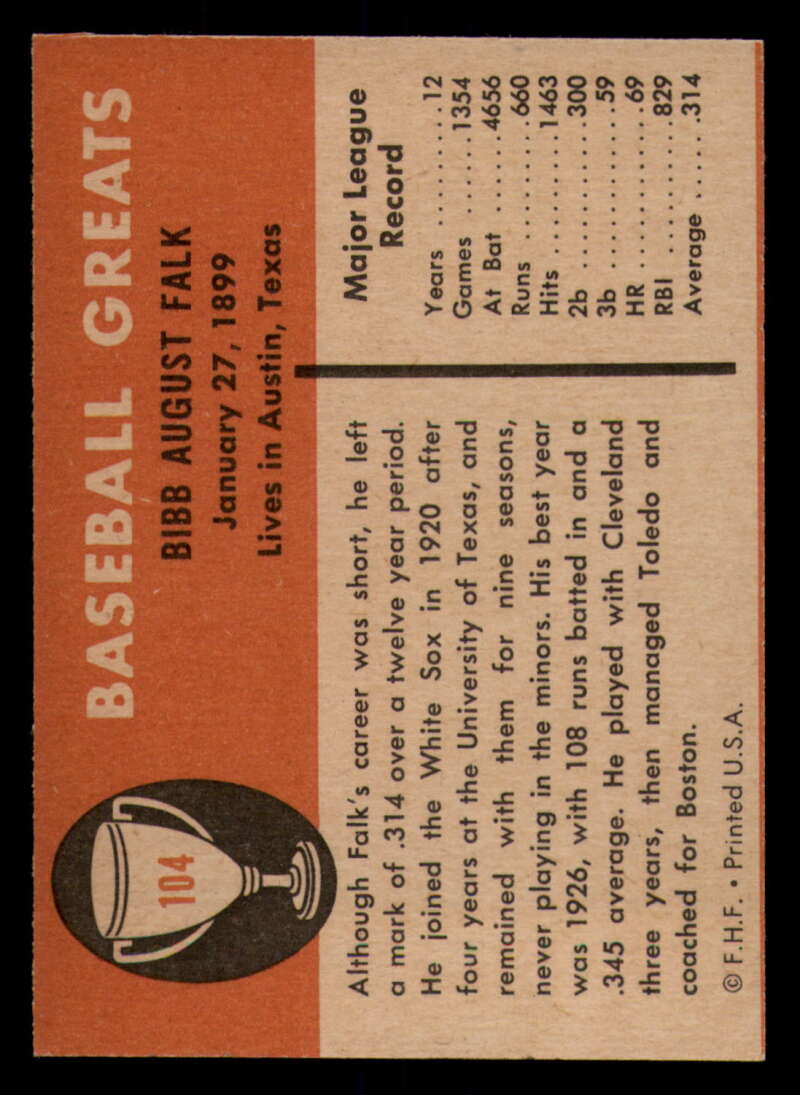 BASEBALL GREATS
104
BIBB AUGUST FALK
January 27, 1899
Lives in Austin, Texas
Although Falk's career was short, he left
a mark of .314 over a twelve year period.
He joined the White Sox in 1920 after
four years at the University of Texas, and
remained with them for nine seasons,
never playing in the minors. His best year
was 1926, with 108 runs batted in and a
.345 average. He played with Cleveland
three years, then managed Toledo and
coached for Boston.
© F.H.F. • Printed U.S.A.
Major League
Record
Years ........12
Games ......1354
At Bat ......4656
Runs ........660
Hits ........1463
2b ..........300
3b ..........59
HR ..........69
RBI ........829
Average ......314